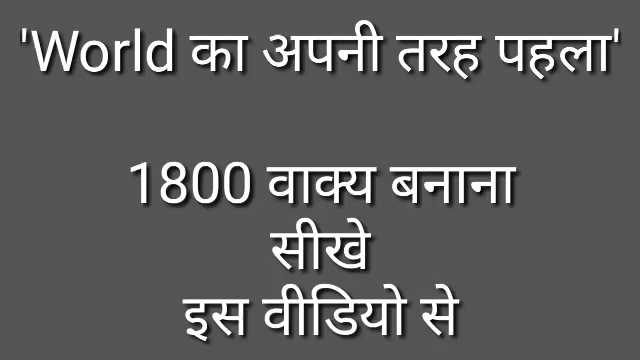 'World का अपनी तरह पहला'
1800 वाक्य बनाना
सीखे
इस वीडियो से